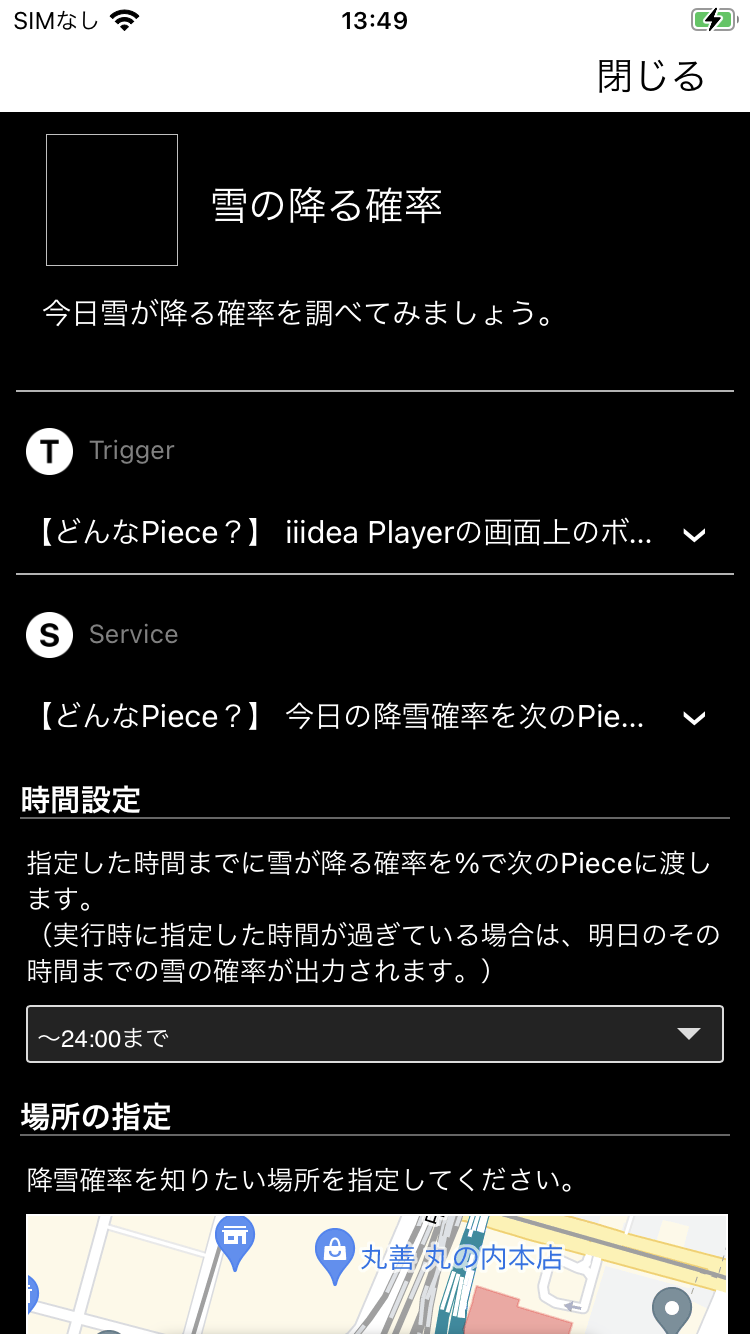 SIMなし 13:49
閉じる
雪の降る確率
今日雪が降る確率を調べてみましょう。
T Trigger
【どんなPiece？】 iiidea Playerの画面上のボ...
S Service
【どんなPiece？】 今日の降雪確率を次のPie...
時間設定
指定した時間までに雪が降る確率を%で次のPieceに渡し
ます。
（実行時に指定した時間が過ぎている場合は、明日のその
時間までの雪の確率が出力されます。）
〜24:00まで
場所の指定
降雪確率を知りたい場所を指定してください。
丸善 丸の内本店